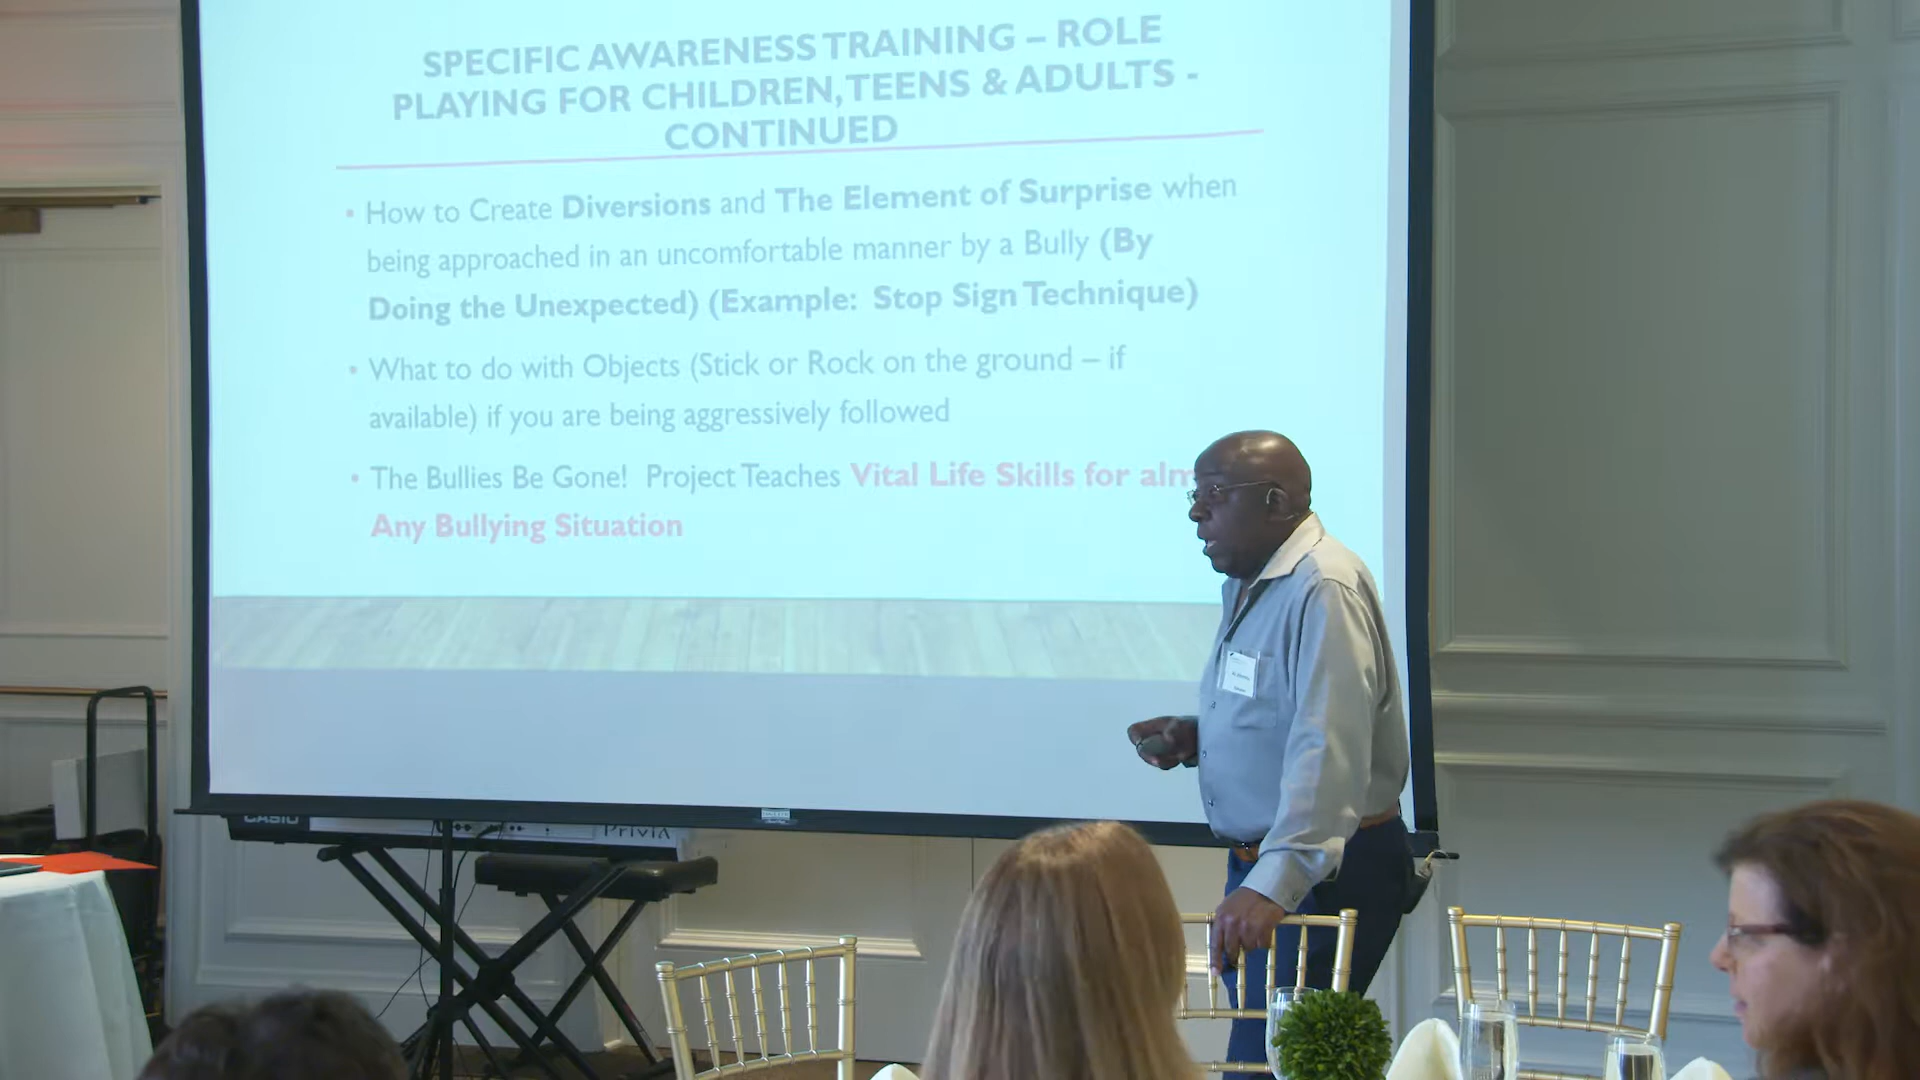 SPECIFIC AWARENESS TRAINING – ROLE
PLAYING FOR CHILDREN, TEENS & ADULTS -
CONTINUED
• How to Create Diversions and The Element of Surprise when
being approached in an uncomfortable manner by a Bully (By
Doing the Unexpected) (Example: Stop Sign Technique)
• What to do with Objects (Stick or Rock on the ground – if
available) if you are being aggressively followed
• The Bullies Be Gone! Project Teaches Vital Life Skills for alm
Any Bullying Situation
CASIO
Privia